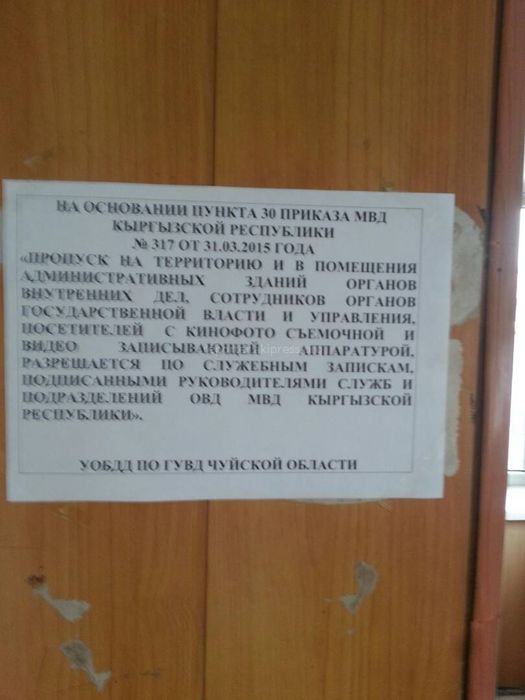 НА ОСНОВАНИИ ПУНКТА 30 ПРИКАЗА МВД
КЫРГЫЗСКОЙ РЕСПУБЛИКИ
№ 317 ОТ 31.03.2015 ГОДА
«ПРОПУСК НА ТЕРРИТОРИЮ И В ПОМЕЩЕНИЯ
АДМИНИСТРАТИВНЫХ ЗДАНИЙ ОРГАНОВ
ВНУТРЕННИХ ДЕЛ, СОТРУДНИКОВ ОРГАНОВ
ГОСУДАРСТВЕННОЙ ВЛАСТИ И УПРАВЛЕНИЯ,
ПОСЕТИТЕЛЕЙ С КИНОФОТО СЪЕМОЧНОЙ И
ВИДЕО ЗАПИСЫВАЮЩЕЙ АППАРАТУРОЙ,
РАЗРЕШАЕТСЯ ПО СЛУЖЕБНЫМ ЗАПИСКАМ,
ПОДПИСАННЫМИ РУКОВОДИТЕЛЯМИ СЛУЖБ И
ПОДРАЗДЕЛЕНИЙ ОВД МВД КЫРГЫЗСКОЙ
РЕСПУБЛИКИ».
УОБДД ПО ГУВД ЧУЙСКОЙ ОБЛАСТИ